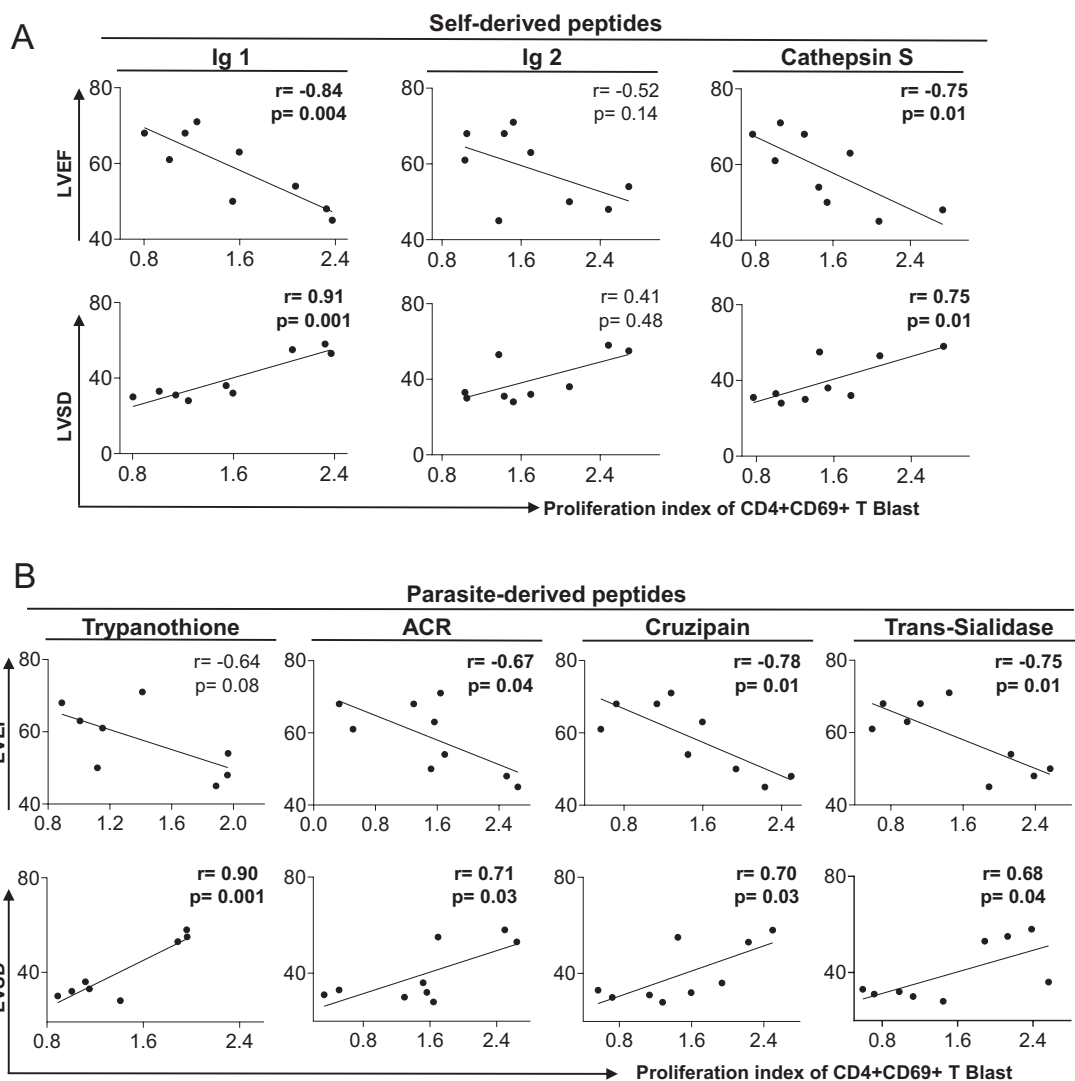 A
Self-derived peptides
Ig 1 Ig 2 Cathepsin S
r= -0.84 r= -0.52 r= -0.75
p= 0.004 p= 0.14 p= 0.01
LVEF
80 60 40
0.8 1.6 2.4
80 60 40
0.8 1.6 2.4
80 60 40
0.8 1.6 2.4
r= 0.91 r= 0.41 r= 0.75
p= 0.001 p= 0.48 p= 0.01
LVSD
80 40 0
0.8 1.6 2.4
80 40 0
0.8 1.6 2.4
80 40 0
0.8 1.6 2.4
Proliferation index of CD4+CD69+ T Blast
B
Parasite-derived peptides
Trypanothione ACR Cruzipain Trans-Sialidase
r= -0.64 r= -0.67 r= -0.78 r= -0.75
p= 0.08 p= 0.04 p= 0.01 p= 0.01
80 60 40
0.8 1.2 1.6 2.0
80 60 40
0.0 0.8 1.6 2.4
80 60 40
0.8 1.6 2.4
80 60 40
0.8 1.6 2.4
r= 0.90 r= 0.71 r= 0.70 r= 0.68
p= 0.001 p= 0.03 p= 0.03 p= 0.04
80 40
0.8 1.6 2.4
80 40
0.8 1.6 2.4
80 40
0.8 1.6 2.4
80 40
0.8 1.6 2.4
Proliferation index of CD4+CD69+ T Blast